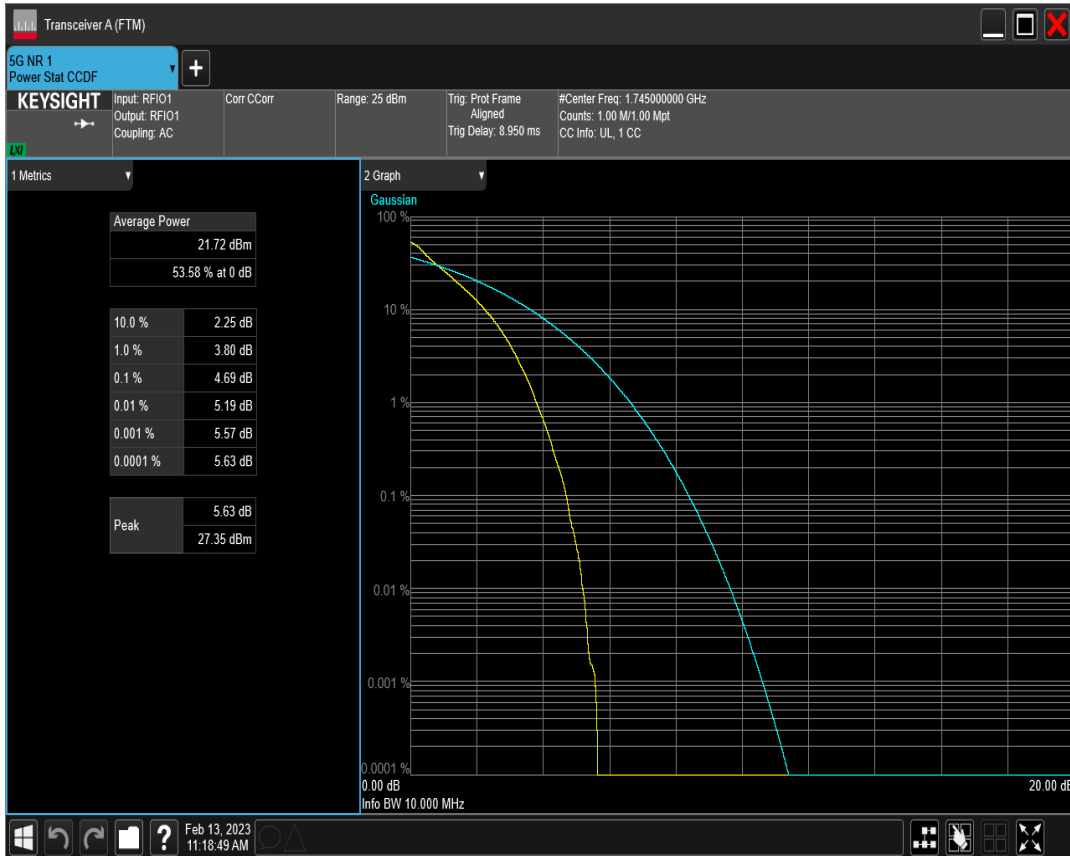 Transceiver A (FTM)
5G NR 1
Power Stat CCDF
+
KEYSIGHT
LXI
Input: RFIO1
Output: RFIO1
Coupling: AC
Corr CCorr
Range: 25 dBm
Trig: Prot Frame
Aligned
Trig Delay: 8.950 ms
#Center Freq: 1.745000000 GHz
Counts: 1.00 M/1.00 Mpt
CC Info: UL, 1 CC
1 Metrics
Average Power
21.72 dBm
53.58 % at 0 dB
10.0 % 2.25 dB
1.0 % 3.80 dB
0.1 % 4.69 dB
0.01 % 5.19 dB
0.001 % 5.57 dB
0.0001 % 5.63 dB
Peak
5.63 dB
27.35 dBm
2 Graph
Gaussian
100 %
10 %
1 %
0.1 %
0.01 %
0.001 %
0.0001 %
0.00 dB 20.00 dB
Info BW 10.000 MHz
?
Feb 13, 2023
11:18:49 AM